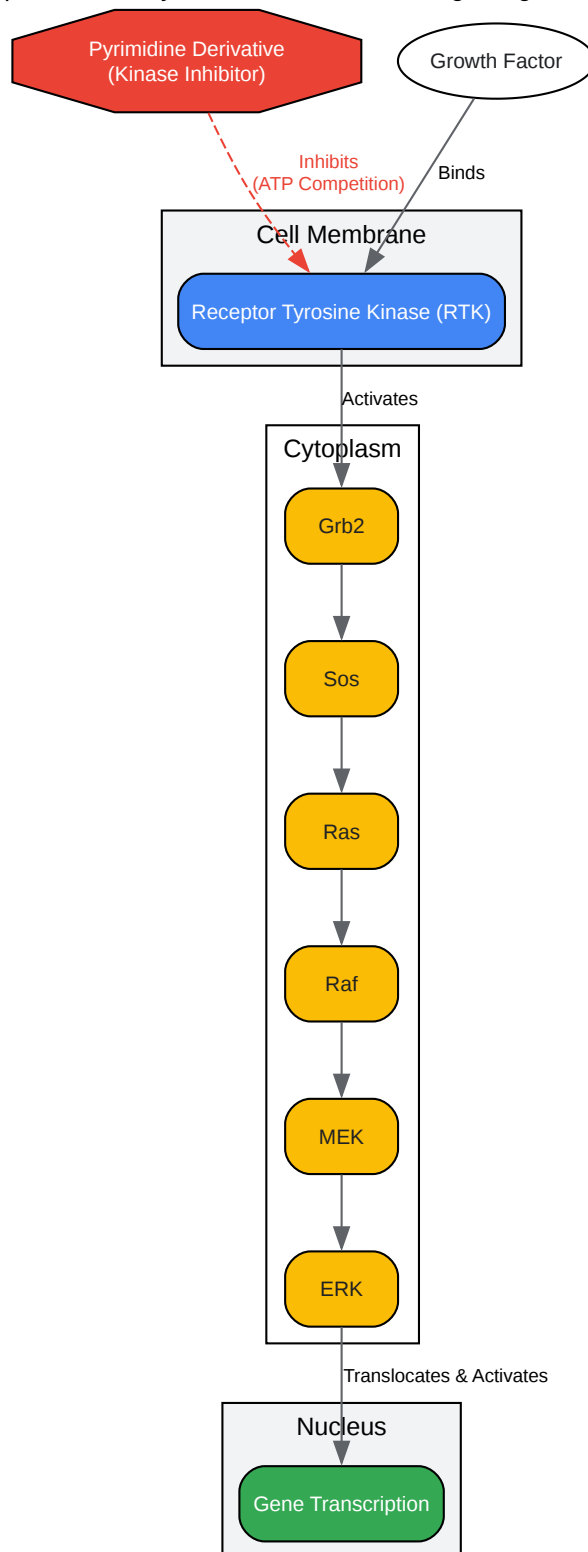 Pyrimidine Derivative
(Kinase Inhibitor)
Growth Factor
Inhibits
(ATP Competition)
Binds
Cell Membrane
Receptor Tyrosine Kinase (RTK)
Activates
Cytoplasm
Grb2
Sos
Ras
Raf
MEK
ERK
Translocates & Activates
Nucleus
Gene Transcription